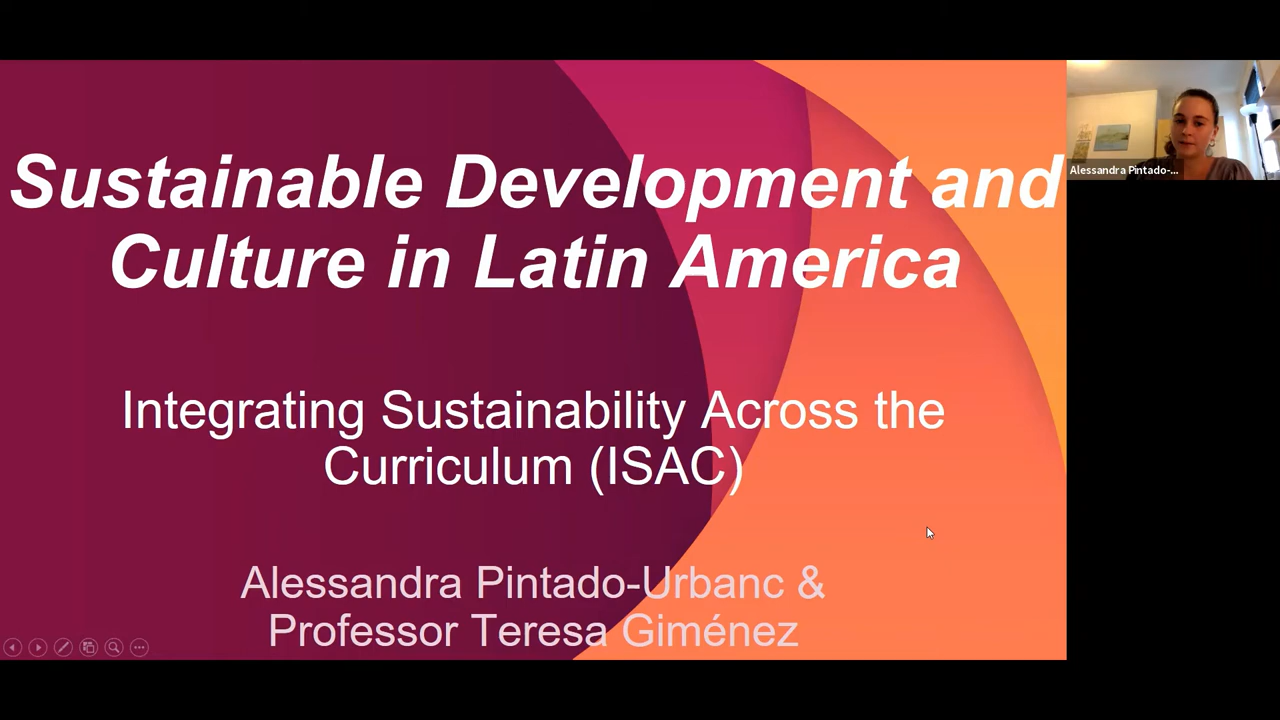 Sustainable Development and
Culture in Latin America
Integrating Sustainability Across the
Curriculum (ISAC)
Alessandra Pintado-Urbanc &
Professor Teresa Giménez
Alessandra Pintado-...